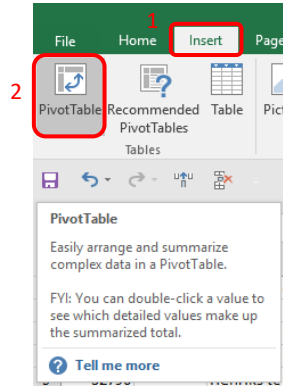 1
File Home Insert Page
2
PivotTable Recommended Table
PivotTables
Tables
PivotTable
Easily arrange and summarize
complex data in a PivotTable.
FYI: You can double-click a value to
see which detailed values make up
the summarized total.
Tell me more